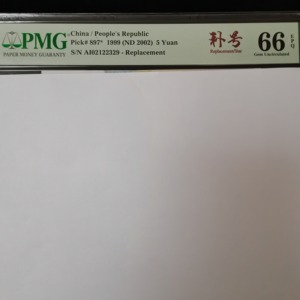 PMG
PAPER MONEY GUARANTY
China / People's Republic
Pick# 897* 1999 (ND 2002) 5 Yuan
S/N AI02122329 - Replacement
补号
Replacement Note
66 EPQ
Gem Uncirculated